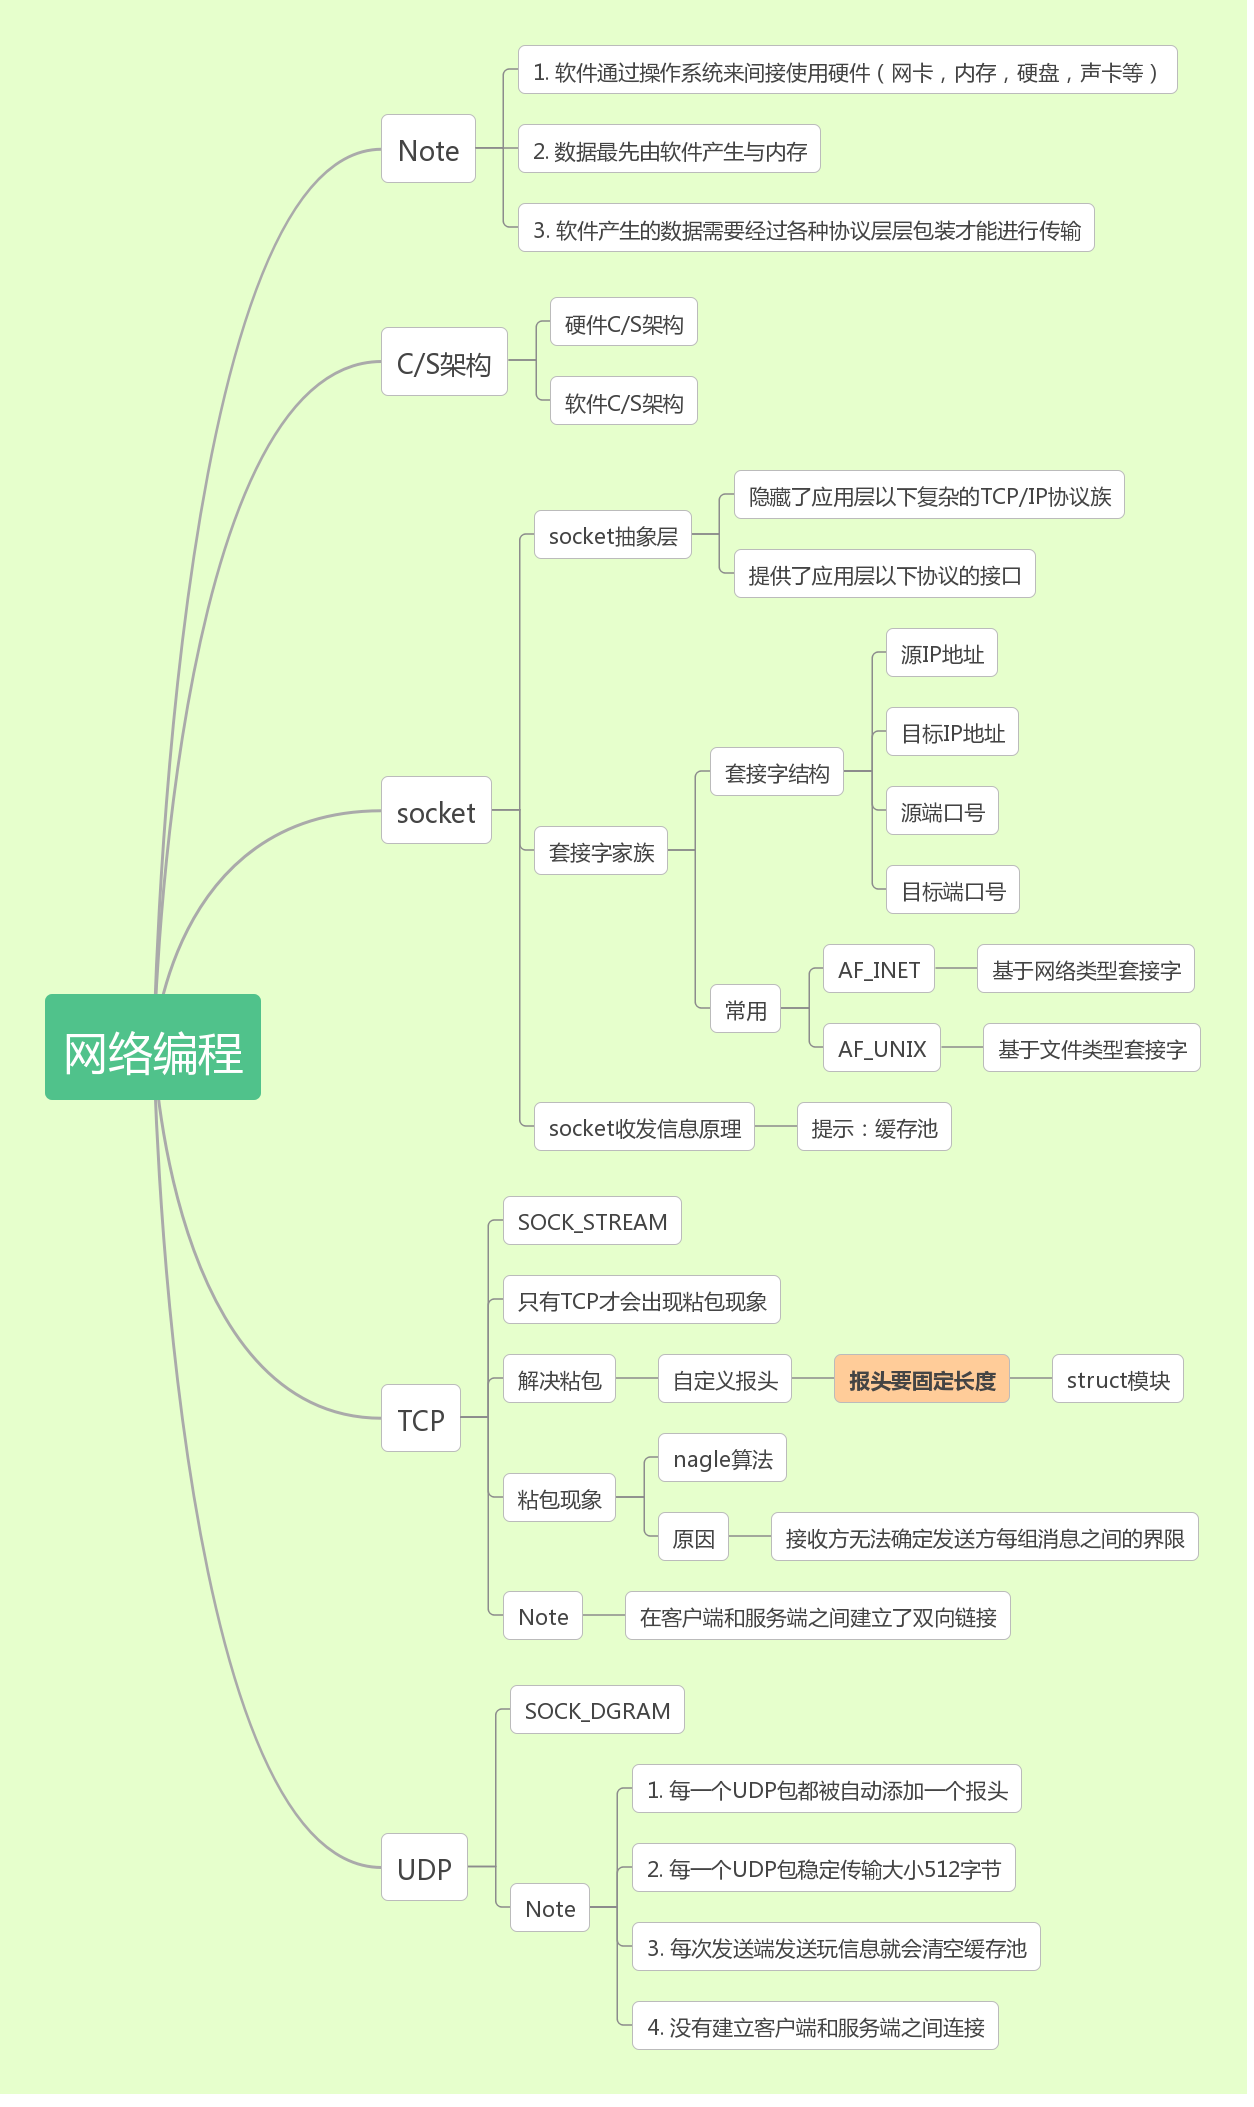 网络编程
Note
1. 软件通过操作系统来间接使用硬件（网卡，内存，硬盘，声卡等）
2. 数据最先由软件产生与内存
3. 软件产生的数据需要经过各种协议层层包装才能进行传输
C/S架构
硬件C/S架构
软件C/S架构
socket
socket抽象层
隐藏了应用层以下复杂的TCP/IP协议族
提供了应用层以下协议的接口
套接字家族
套接字结构
源IP地址
目标IP地址
源端口号
目标端口号
常用
AF_INET
基于网络类型套接字
AF_UNIX
基于文件类型套接字
socket收发信息原理
提示：缓存池
TCP
SOCK_STREAM
只有TCP才会出现粘包现象
解决粘包
自定义报头
报头要固定长度
struct模块
粘包现象
nagle算法
原因
接收方无法确定发送方每组消息之间的界限
Note
在客户端和服务端之间建立了双向链接
UDP
SOCK_DGRAM
Note
1. 每一个UDP包都被自动添加一个报头
2. 每一个UDP包稳定传输大小512字节
3. 每次发送端发送玩信息就会清空缓存池
4. 没有建立客户端和服务端之间连接